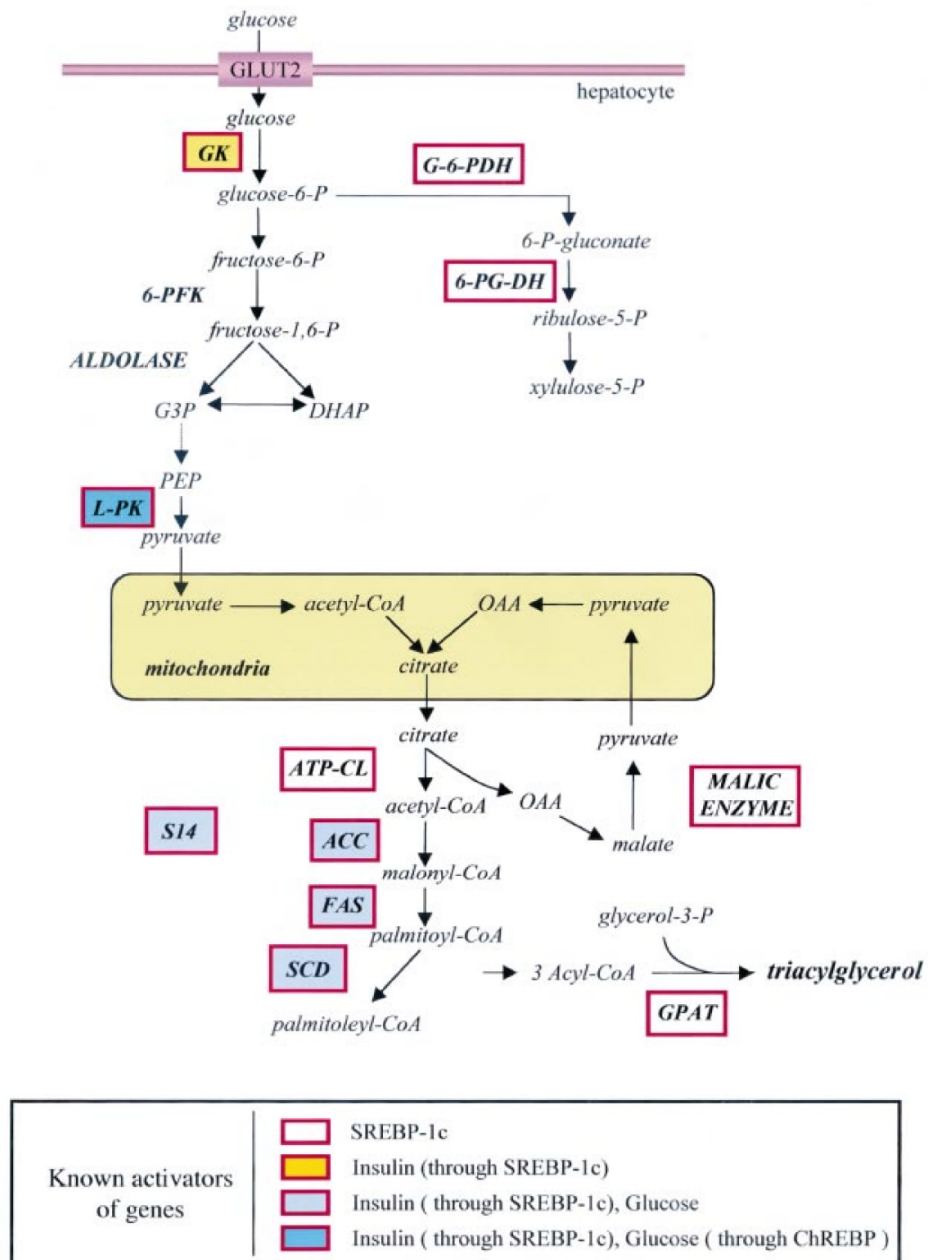 glucose
GLUT2
hepatocyte
glucose
GK
G-6-PDH
glucose-6-P
6-P-gluconate
fructose-6-P
6-PG-DH
6-PFK
ribulose-5-P
fructose-1,6-P
ALDOLASE
xylulose-5-P
G3P
DHAP
PEP
L-PK
pyruvate
pyruvate
acetyl-CoA
OAA
pyruvate
mitochondria
citrate
citrate
pyruvate
ATP-CL
MALIC
ENZYME
acetyl-CoA
OAA
S14
ACC
malate
malonyl-CoA
FAS
glycerol-3-P
palmitoyl-CoA
SCD
3 Acyl-CoA
triacylglycerol
GPAT
palmitoleyl-CoA
Known activators
of genes
SREBP-1c
Insulin (through SREBP-1c)
Insulin ( through SREBP-1c), Glucose
Insulin ( through SREBP-1c), Glucose ( through ChREBP )